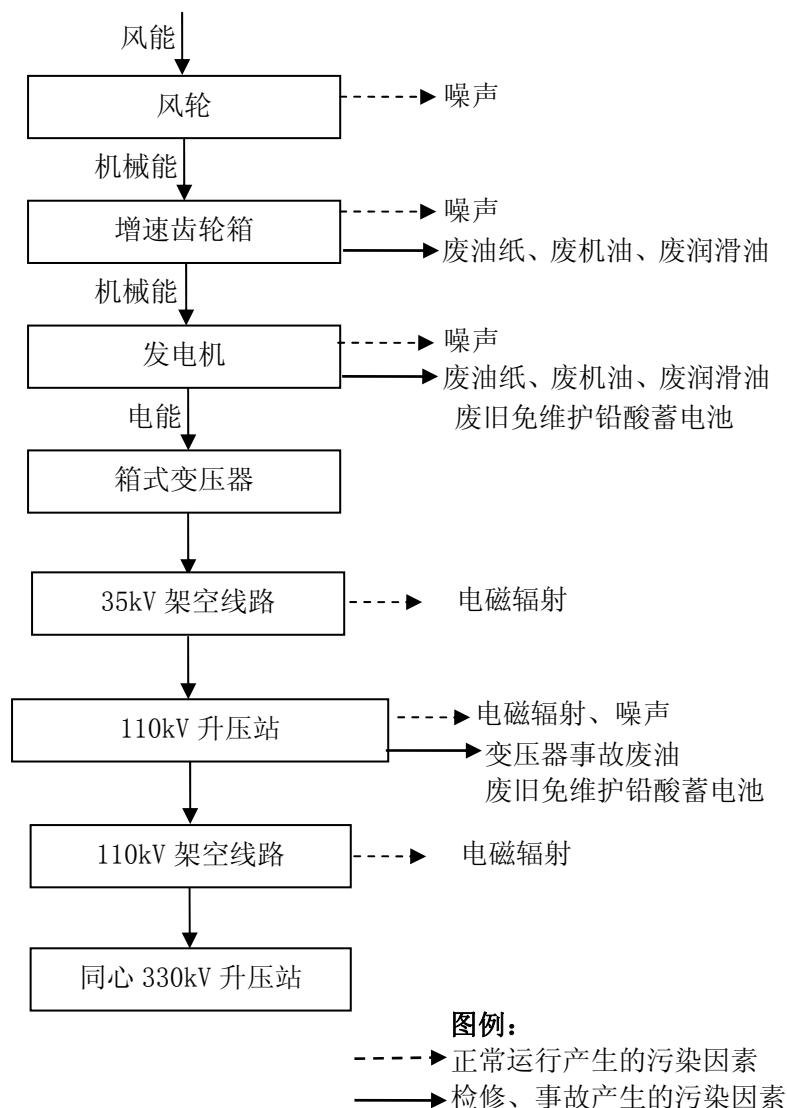 风能
风轮
噪声
机械能
增速齿轮箱
噪声
废油纸、废机油、废润滑油
机械能
发电机
噪声
废油纸、废机油、废润滑油
废旧免维护铅酸蓄电池
电能
箱式变压器
35kV 架空线路
电磁辐射
110kV 升压站
电磁辐射、噪声
变压器事故废油
废旧免维护铅酸蓄电池
110kV 架空线路
电磁辐射
同心 330kV 升压站
图例：
正常运行产生的污染因素
检修、事故产生的污染因素